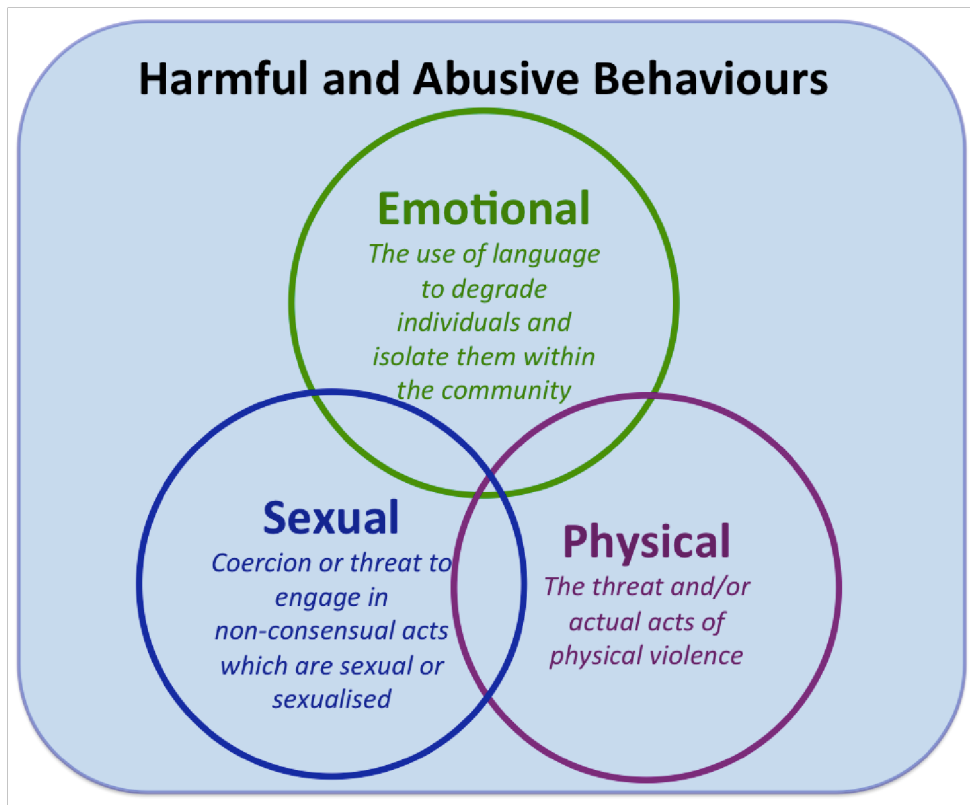 Harmful and Abusive Behaviours
Emotional
The use of language
to degrade
individuals and
isolate them within
the community
Sexual
Coercion or threat to
engage in
non-consensual acts
which are sexual or
sexualised
Physical
The threat and/or
actual acts of
physical violence